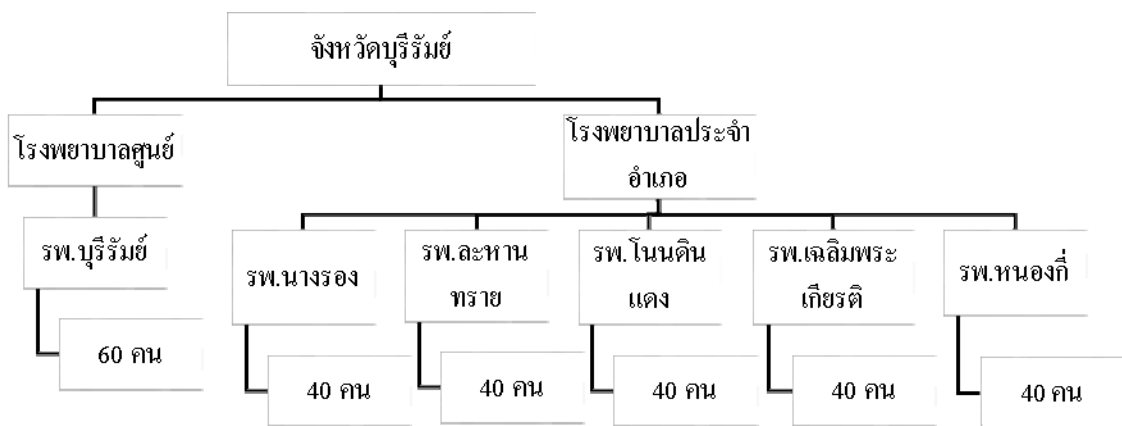 จังหวัดบุรีรัมย์
โรงพยาบาลศูนย์
โรงพยาบาลประจำ
อำเภอ
รพ.บุรีรัมย์
รพ.นางรอง
รพ.ละหาน
ทราย
รพ.โนนดิน
แดง
รพ.เฉลิมพระ
เกียรติ
รพ.หนองกี่
60 คน
40 คน
40 คน
40 คน
40 คน
40 คน